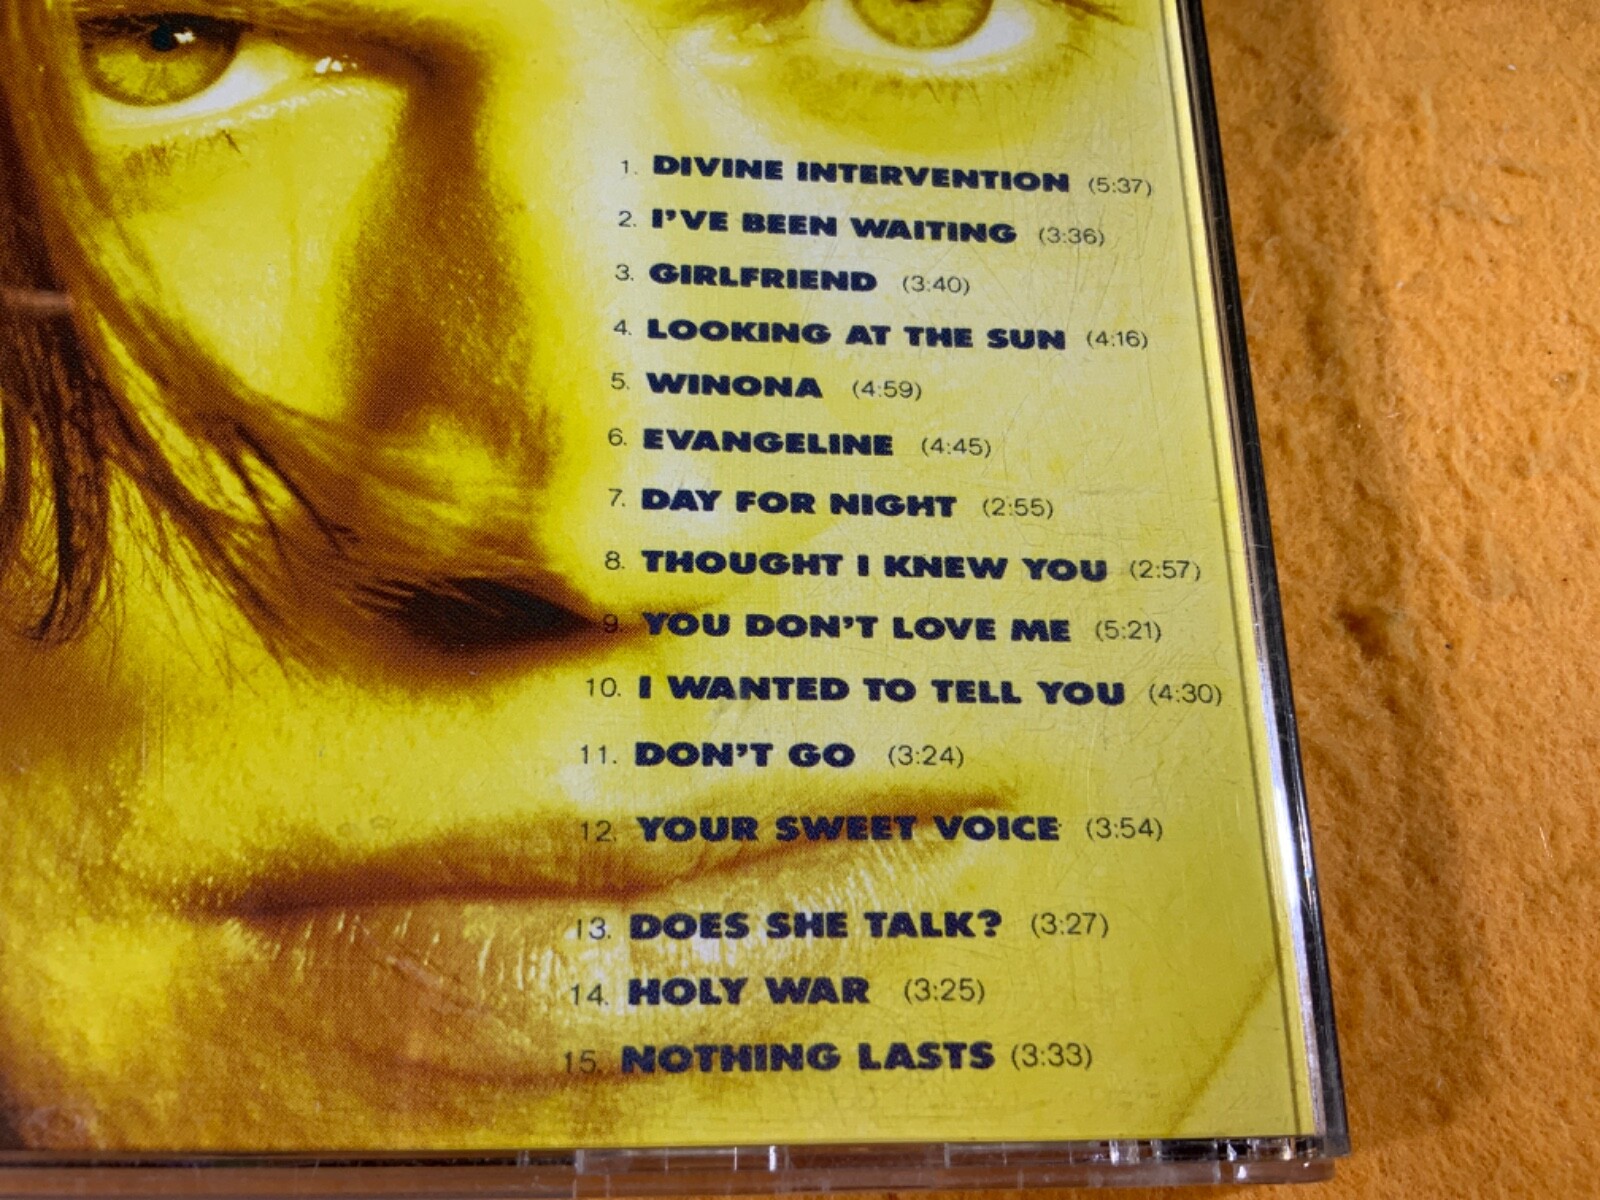 1. DIVINE INTERVENTION (5:37)
2. I'VE BEEN WAITING (3:36)
3. GIRLFRIEND (3:40)
4. LOOKING AT THE SUN (4:16)
5. WINONA (4:59)
6. EVANGELINE (4:45)
7. DAY FOR NIGHT (2:55)
8. THOUGHT I KNEW YOU (2:57)
9. YOU DON'T LOVE ME (5:21)
10. I WANTED TO TELL YOU (4:30)
11. DON'T GO (3:24)
12. YOUR SWEET VOICE (3:54)
13. DOES SHE TALK? (3:27)
14. HOLY WAR (3:25)
15. NOTHING LASTS (3:33)